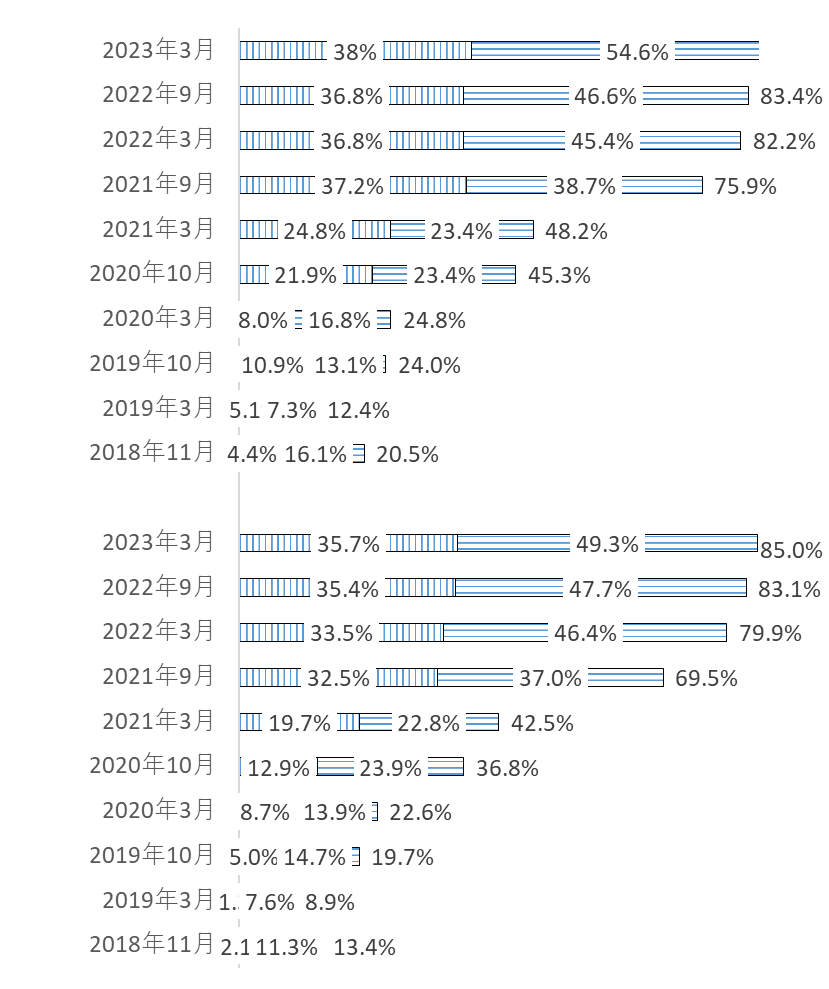 2023年3月 38% 54.6%
2022年9月 36.8% 46.6% 83.4%
2022年3月 36.8% 45.4% 82.2%
2021年9月 37.2% 38.7% 75.9%
2021年3月 24.8% 23.4% 48.2%
2020年10月 21.9% 23.4% 45.3%
2020年3月 8.0% 16.8% 24.8%
2019年10月 10.9% 13.1% 24.0%
2019年3月 5.1 7.3% 12.4%
2018年11月 4.4% 16.1% 20.5%
2023年3月 35.7% 49.3% 85.0%
2022年9月 35.4% 47.7% 83.1%
2022年3月 33.5% 46.4% 79.9%
2021年9月 32.5% 37.0% 69.5%
2021年3月 19.7% 22.8% 42.5%
2020年10月 12.9% 23.9% 36.8%
2020年3月 8.7% 13.9% 22.6%
2019年10月 5.0% 14.7% 19.7%
2019年3月 1. 7.6% 8.9%
2018年11月 2.1 11.3% 13.4%